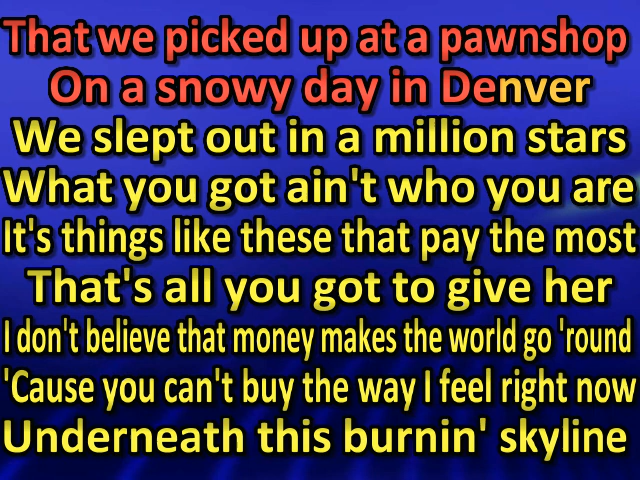 That we picked up at a pawnshop
On a snowy day in Denver
We slept out in a million stars
What you got ain't who you are
It's things like these that pay the most
That's all you got to give her
I don't believe that money makes the world go 'round
'Cause you can't buy the way I feel right now
Underneath this burnin' skyline